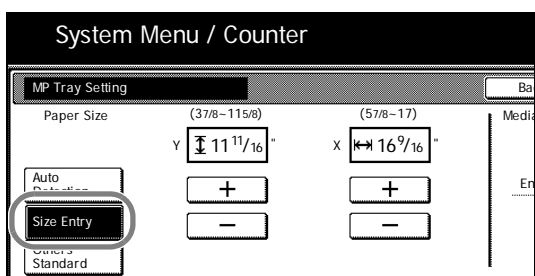 System Menu / Counter
MP Tray Setting
Ba
Paper Size
(37/8~115/8)
(57/8~17)
Media
Y 11 11/16 "
X 16 9/16 "
Auto
Detection
+
+
En
Size Entry
−
−
Others
Standard